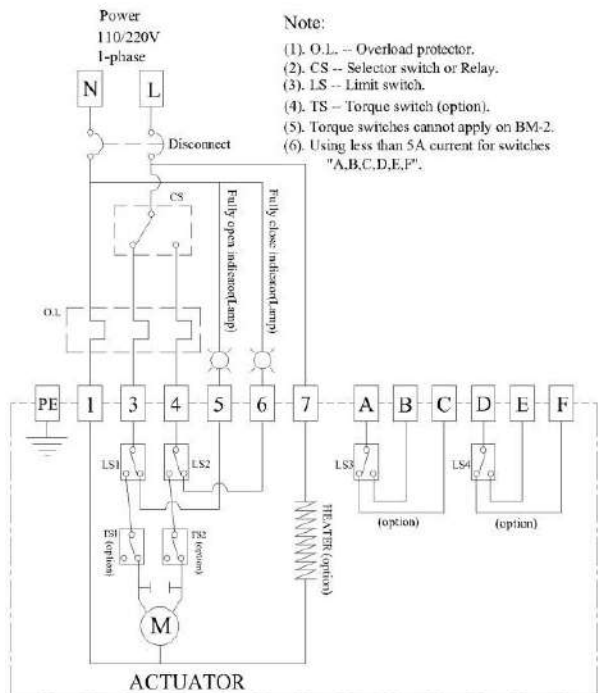 Power
110/220V
1-phase
N
L
Disconnect
CS
Fully open indicator(Lamp)
Fully close indicator(Lamp)
O.L
Note:
(1). O.L. -- Overload protector.
(2). CS -- Selector switch or Relay.
(3). LS -- Limit switch.
(4). TS -- Torque switch (option).
(5). Torque switches cannot apply on BM-2.
(6). Using less than 5A current for switches
"A,B,C,D,E,F".
PE
1
3
4
5
6
7
A
B
C
D
E
F
LS1
LS2
LS3
LS4
(option)
(option)
TS1
(option)
TS2
(option)
HEATER (option)
M
ACTUATOR